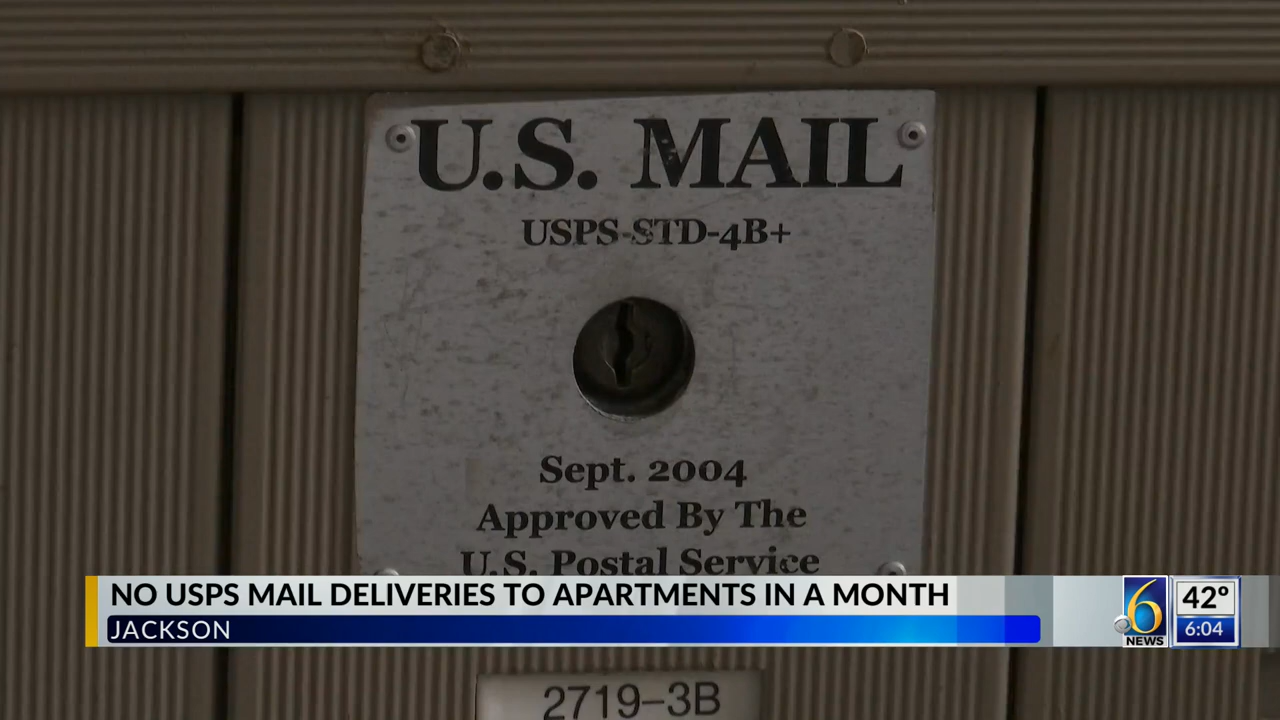 U.S. MAIL
USPS-STD-4B+
Sept. 2004
Approved By The
U.S. Postal Service
NO USPS MAIL DELIVERIES TO APARTMENTS IN A MONTH
JACKSON
6
NEWS
42°
6:04
2719-3B